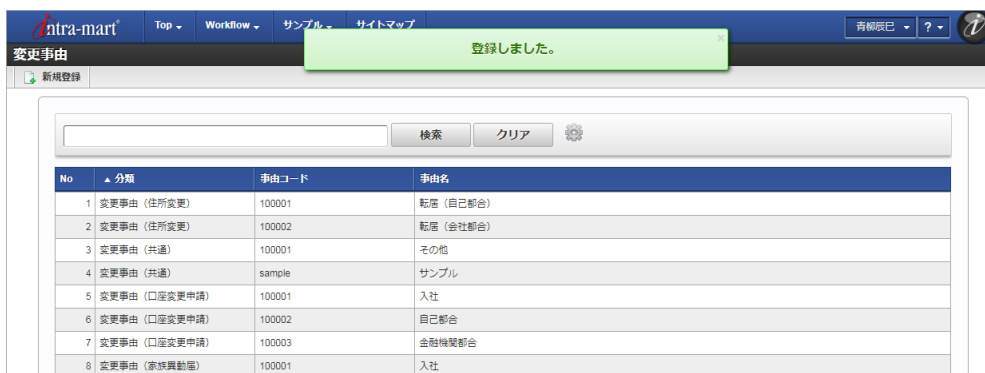 intra-mart Top Workflow サンプル サイトマップ 青柳辰巳 ?
登録しました。 ×
変更事由
新規登録
検索 クリア
No ▲ 分類 事由コード 事由名
1 変更事由（住所変更） 100001 転居（自己都合）
2 変更事由（住所変更） 100002 転居（会社都合）
3 変更事由（共通） 100001 その他
4 変更事由（共通） sample サンプル
5 変更事由（口座変更申請） 100001 入社
6 変更事由（口座変更申請） 100002 自己都合
7 変更事由（口座変更申請） 100003 金融機関都合
8 変更事由（家族異動届） 100001 入社